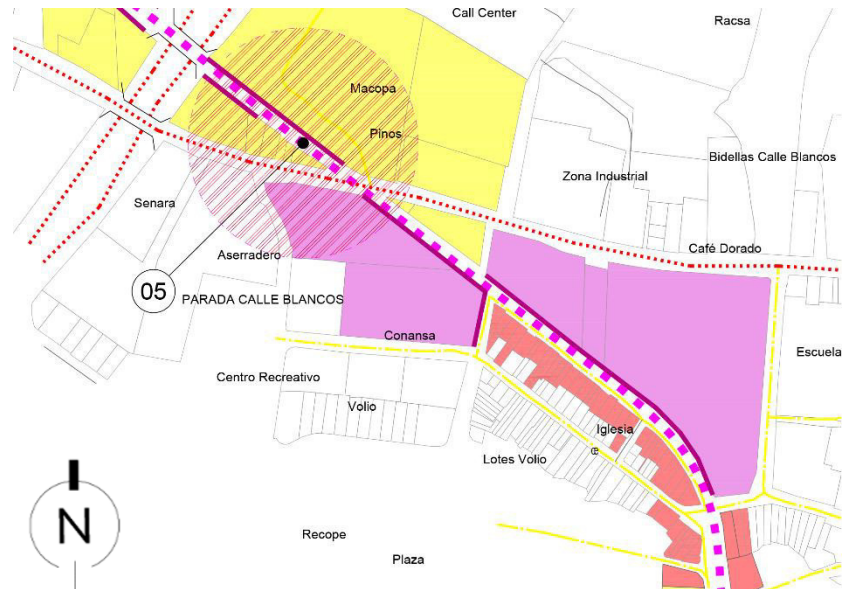 Call Center
Racsa
Macopa
Pinos
Bidellas Calle Blancos
Zona Industrial
Senara
Café Dorado
Aserradero
05
PARADA CALLE BLANCOS
Conansa
Escuela
Centro Recreativo
Volio
Iglesia
Lotes Volio
N
Recope
Plaza